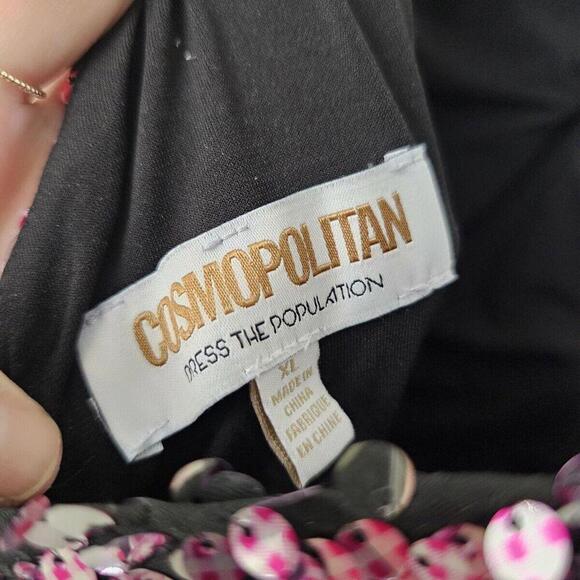 COSMOPOLITAN
DRESS THE POPULATION
XL
MADE IN
CHINA
FABRIQUE
EN CHINE